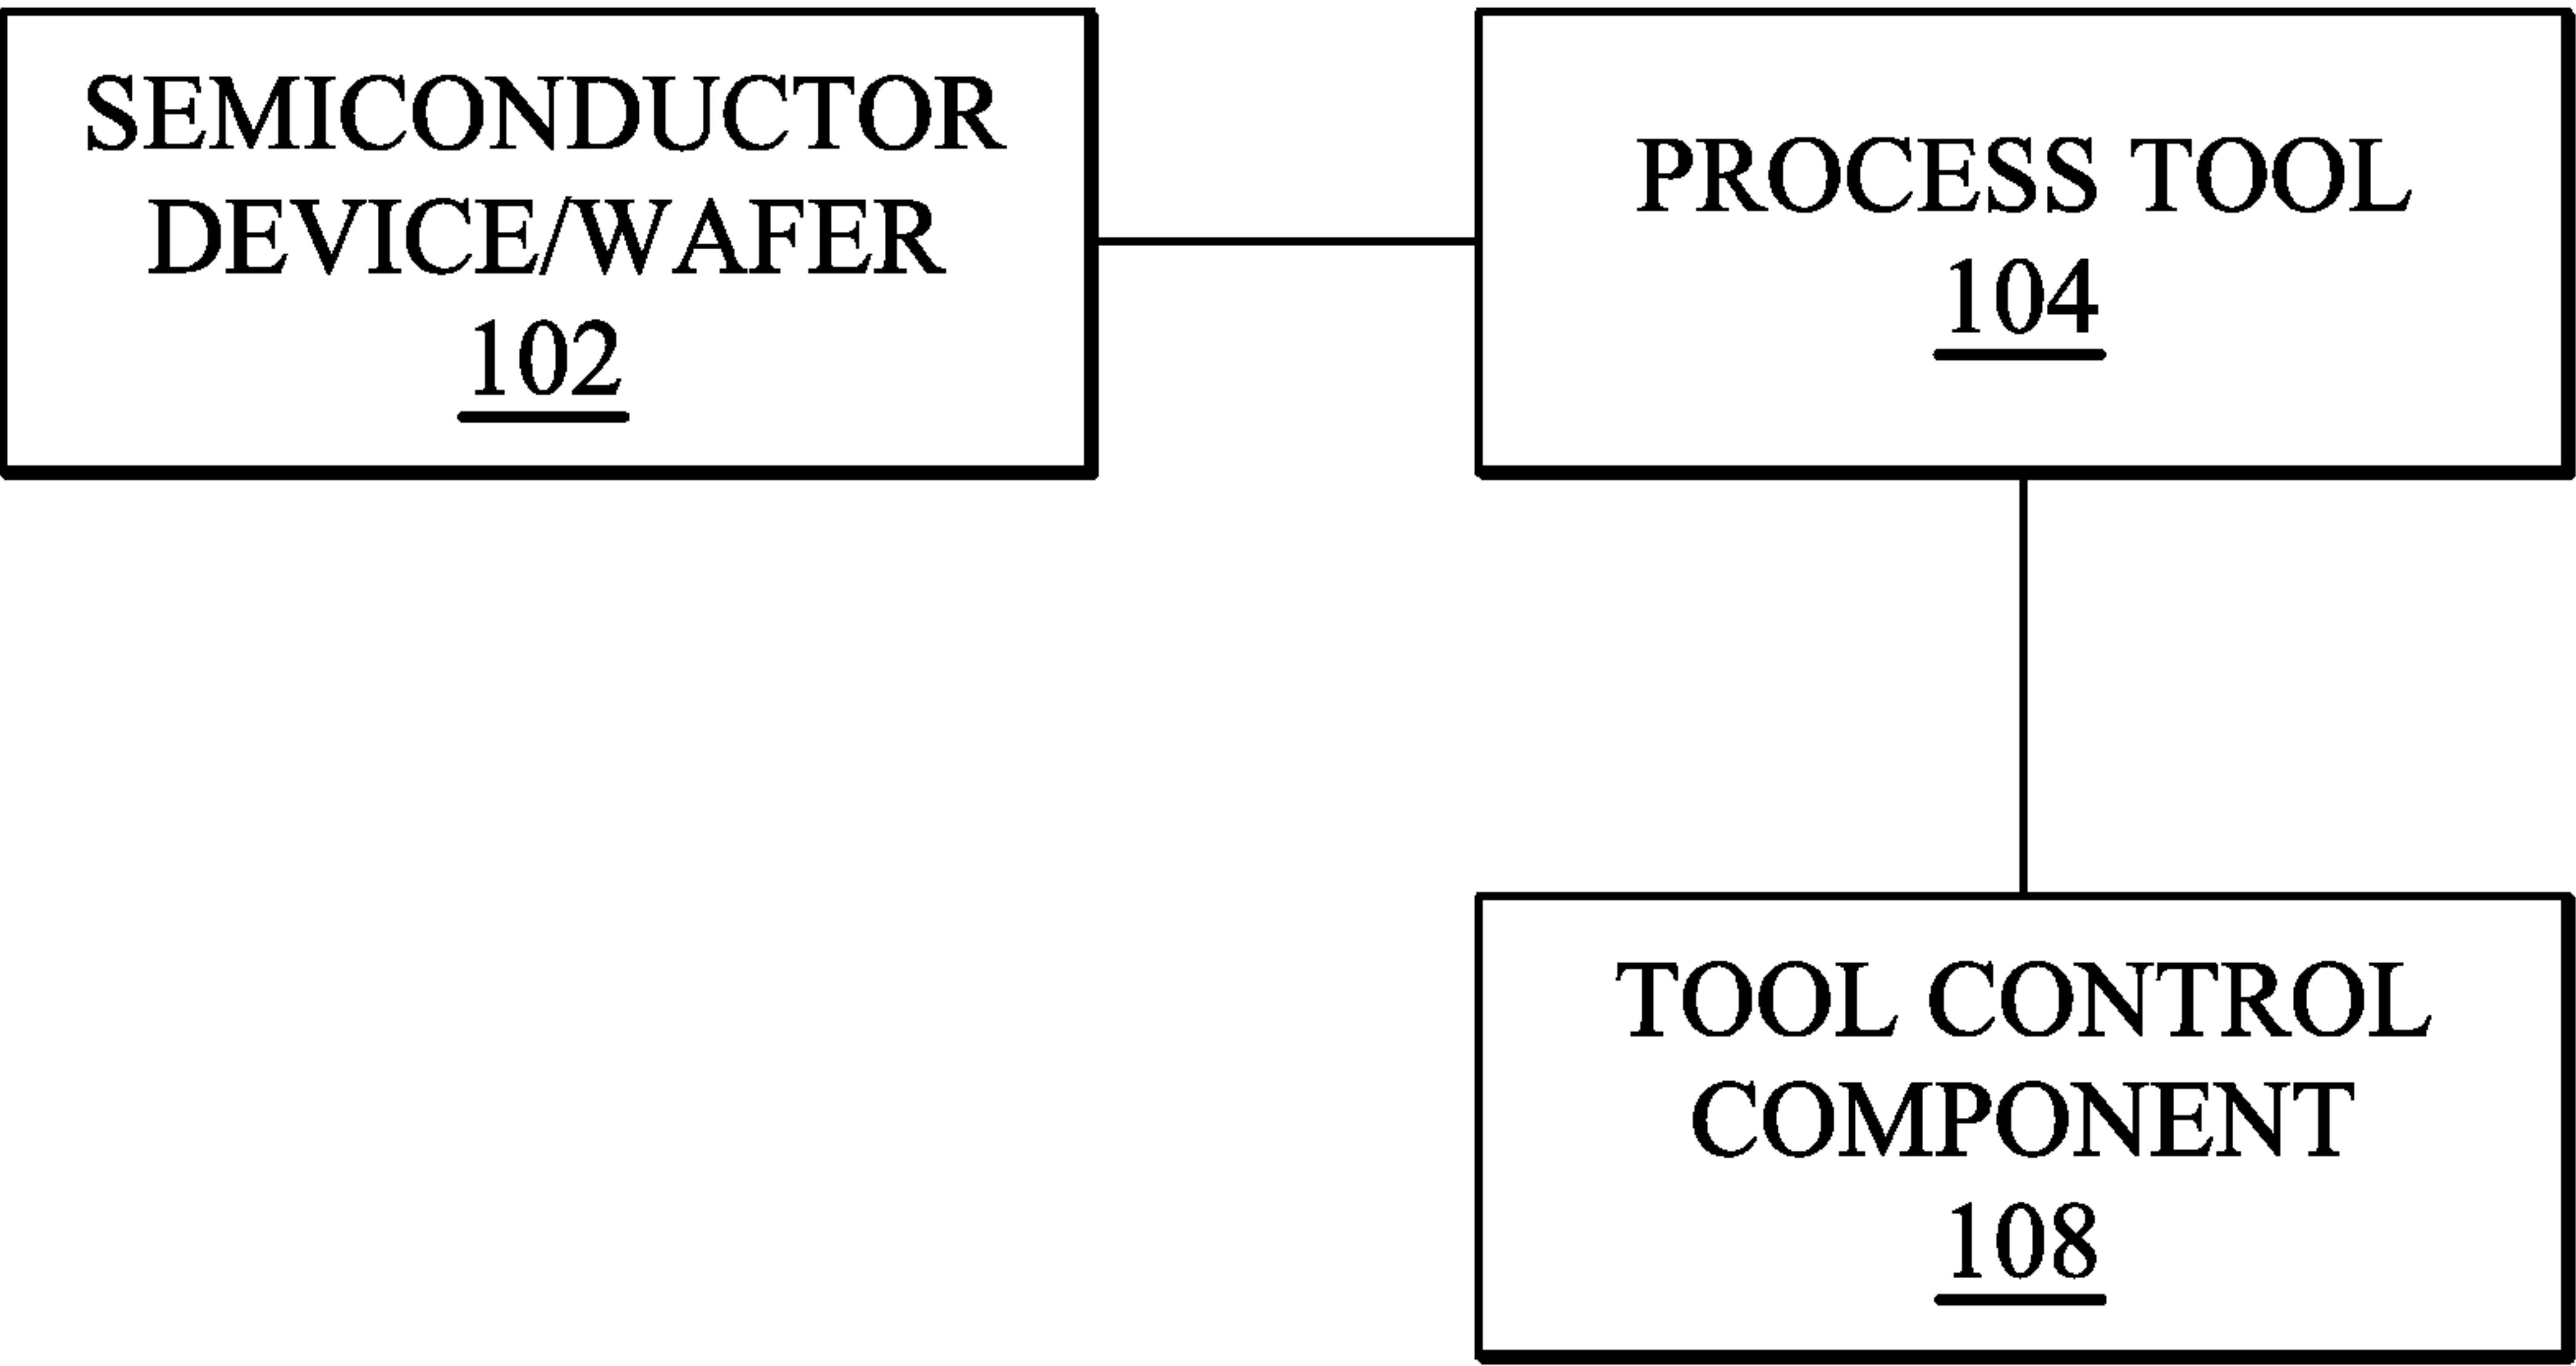 SEMICONDUCTOR
DEVICE/WAFER
102
PROCESS TOOL
104
TOOL CONTROL
COMPONENT
108